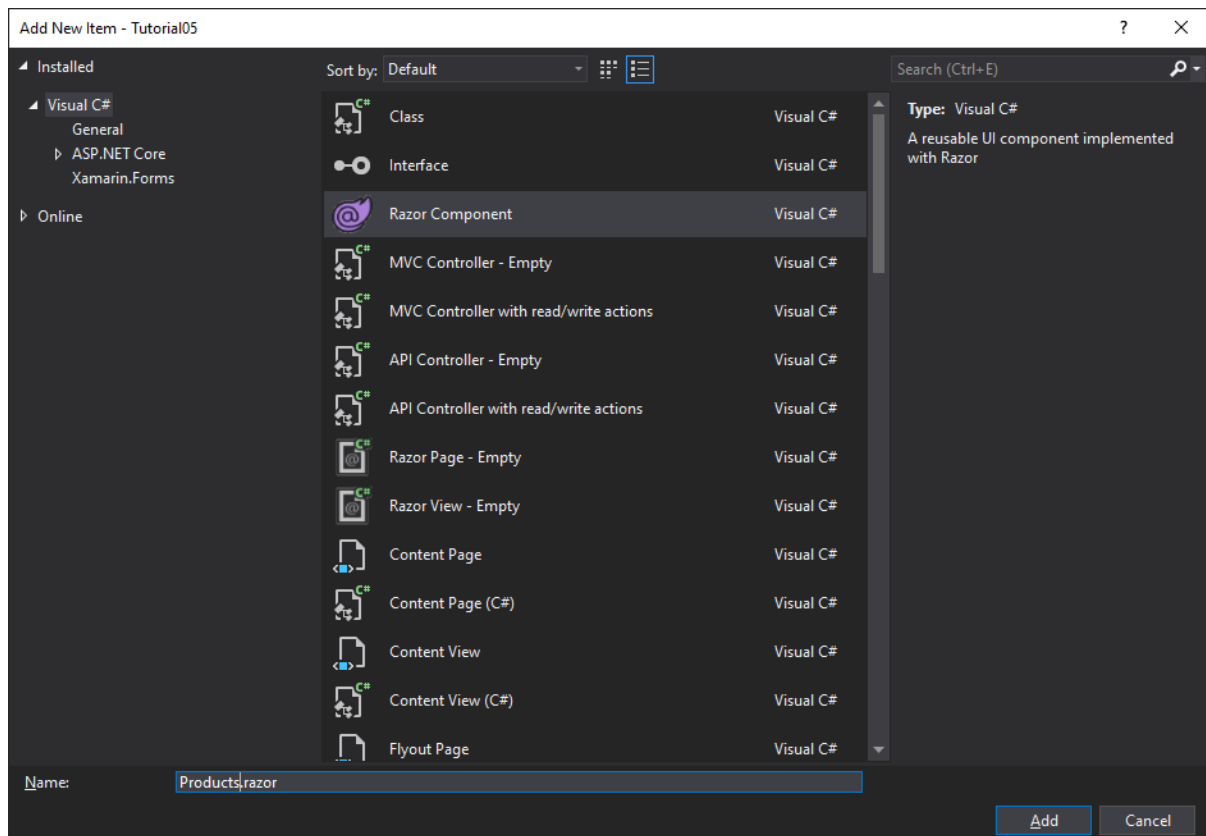 Add New Item - Tutorial05
?
Installed
Visual C#
General
ASP.NET Core
Xamarin.Forms
Online
Sort by: Default
Class Visual C#
Interface Visual C#
Razor Component Visual C#
MVC Controller - Empty Visual C#
MVC Controller with read/write actions Visual C#
API Controller - Empty Visual C#
API Controller with read/write actions Visual C#
Razor Page - Empty Visual C#
Razor View - Empty Visual C#
Content Page Visual C#
Content Page (C#) Visual C#
Content View Visual C#
Content View (C#) Visual C#
Flyout Page Visual C#
Search (Ctrl+E)
Type: Visual C#
A reusable UI component implemented
with Razor
Name: Products.razor
Add Cancel